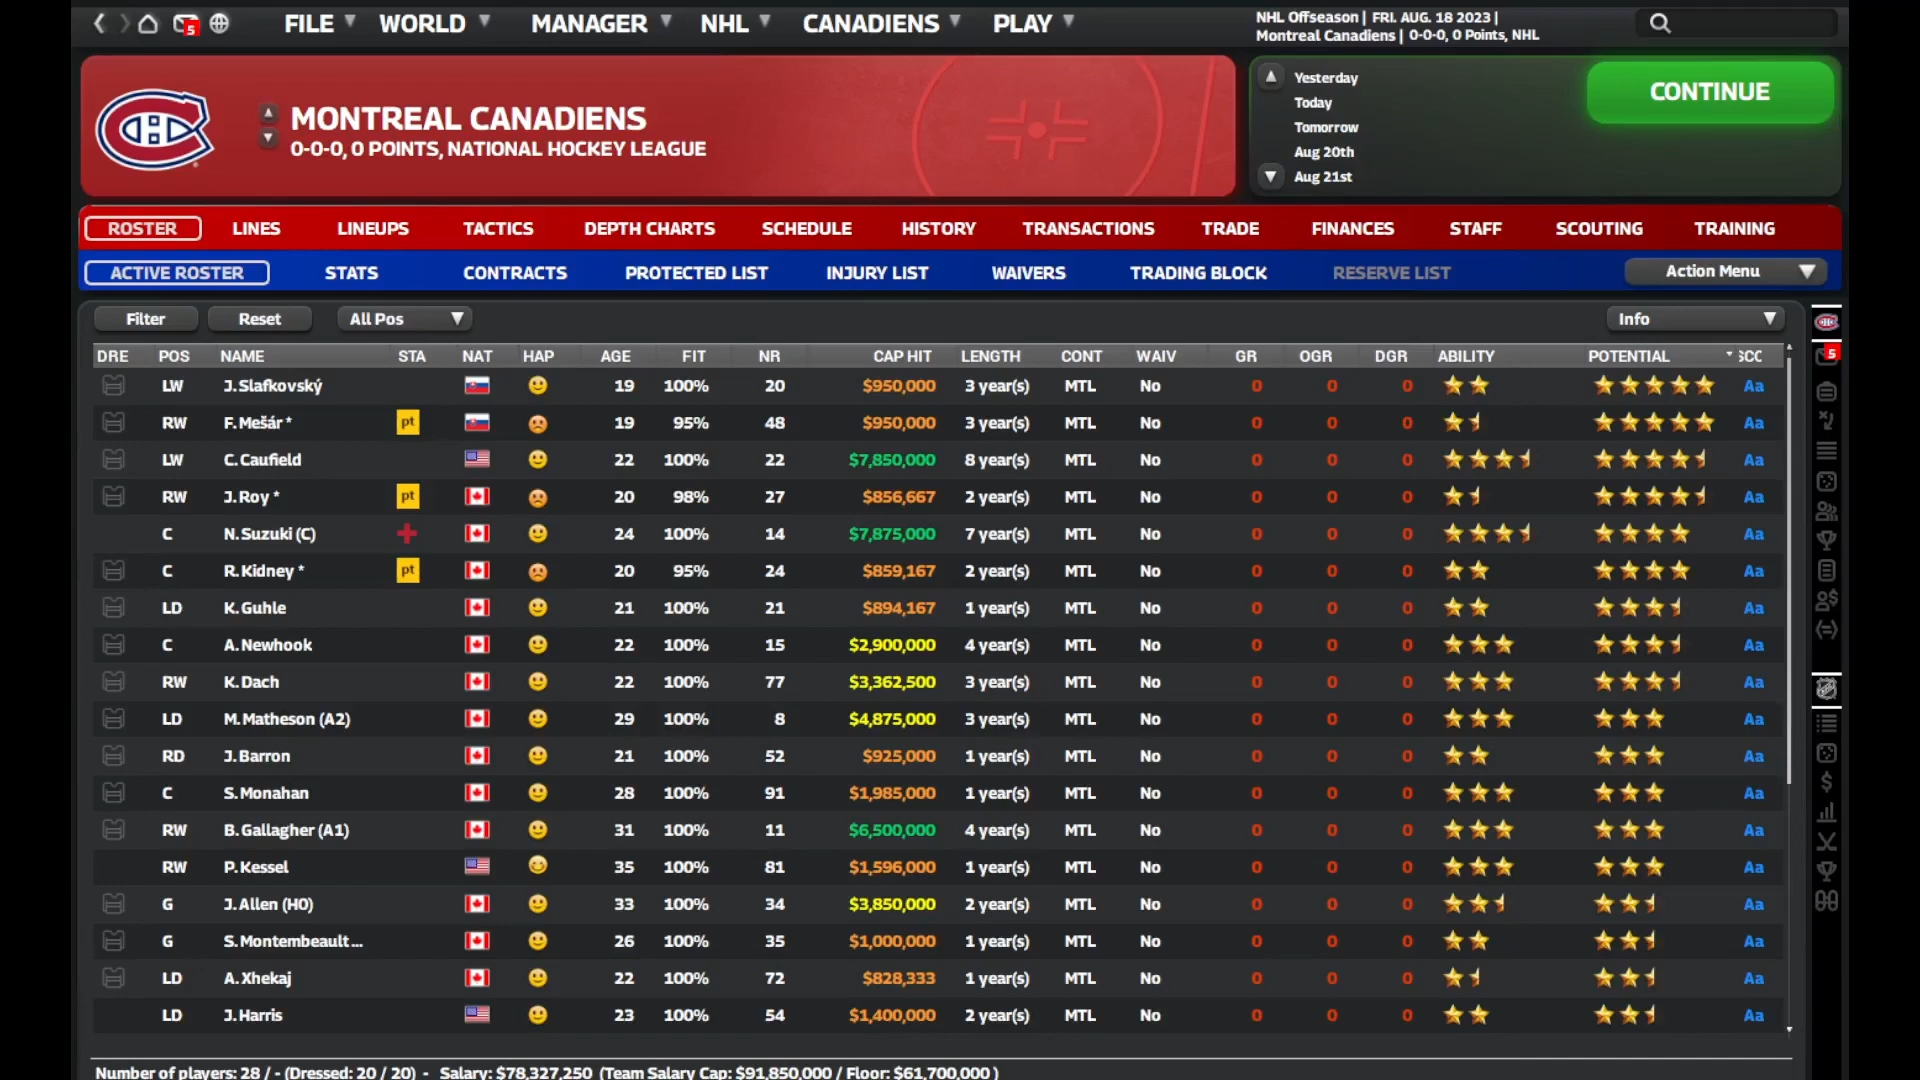 5
FILE WORLD MANAGER NHL CANADIENS PLAY
NHL Offseason | FRI. AUG. 18 2023 |
Montreal Canadiens | 0-0-0, 0 Points, NHL
MONTREAL CANADIENS
0-0-0, 0 POINTS, NATIONAL HOCKEY LEAGUE
Yesterday
Today
Tomorrow
Aug 20th
Aug 21st
CONTINUE
ROSTER LINES LINEUPS TACTICS DEPTH CHARTS SCHEDULE HISTORY TRANSACTIONS TRADE FINANCES STAFF SCOUTING TRAINING
ACTIVE ROSTER STATS CONTRACTS PROTECTED LIST INJURY LIST WAIVERS TRADING BLOCK RESERVE LIST Action Menu
Filter Reset All Pos Info
DRE POS NAME STA NAT HAP AGE FIT NR CAP HIT LENGTH CONT WAIV GR OGR DGR ABILITY POTENTIAL SCC
5
LW J. Slafkovský 19 100% 20 $950,000 3 year(s) MTL No 0 0 0 Aa
RW F. Mešár * pt 19 95% 48 $950,000 3 year(s) MTL No 0 0 0 Aa
LW C. Caufield 22 100% 22 $7,850,000 8 year(s) MTL No 0 0 0 Aa
RW J. Roy * pt 20 98% 27 $856,667 2 year(s) MTL No 0 0 0 Aa
C N. Suzuki (C) 24 100% 14 $7,875,000 7 year(s) MTL No 0 0 0 Aa
C R. Kidney * pt 20 95% 24 $859,167 2 year(s) MTL No 0 0 0 Aa
LD K. Guhle 21 100% 21 $894,167 1 year(s) MTL No 0 0 0 Aa
C A. Newhook 22 100% 15 $2,900,000 4 year(s) MTL No 0 0 0 Aa
RW K. Dach 22 100% 77 $3,362,500 3 year(s) MTL No 0 0 0 Aa
LD M. Matheson (A2) 29 100% 8 $4,875,000 3 year(s) MTL No 0 0 0 Aa
RD J. Barron 21 100% 52 $925,000 1 year(s) MTL No 0 0 0 Aa
C S. Monahan 28 100% 91 $1,985,000 1 year(s) MTL No 0 0 0 Aa
RW B. Gallagher (A1) 31 100% 11 $6,500,000 4 year(s) MTL No 0 0 0 Aa
RW P. Kessel 35 100% 81 $1,596,000 1 year(s) MTL No 0 0 0 Aa
G J. Allen (HO) 33 100% 34 $3,850,000 2 year(s) MTL No 0 0 0 Aa
G S. Montembeault ... 26 100% 35 $1,000,000 1 year(s) MTL No 0 0 0 Aa
LD A. Xhekaj 22 100% 72 $828,333 1 year(s) MTL No 0 0 0 Aa
LD J. Harris 23 100% 54 $1,400,000 2 year(s) MTL No 0 0 0 Aa
Number of players: 28 / - (Dressed: 20 / 20) - Salary: $78,327,250 (Team Salary Cap: $91,850,000 / Floor: $61,700,000 )